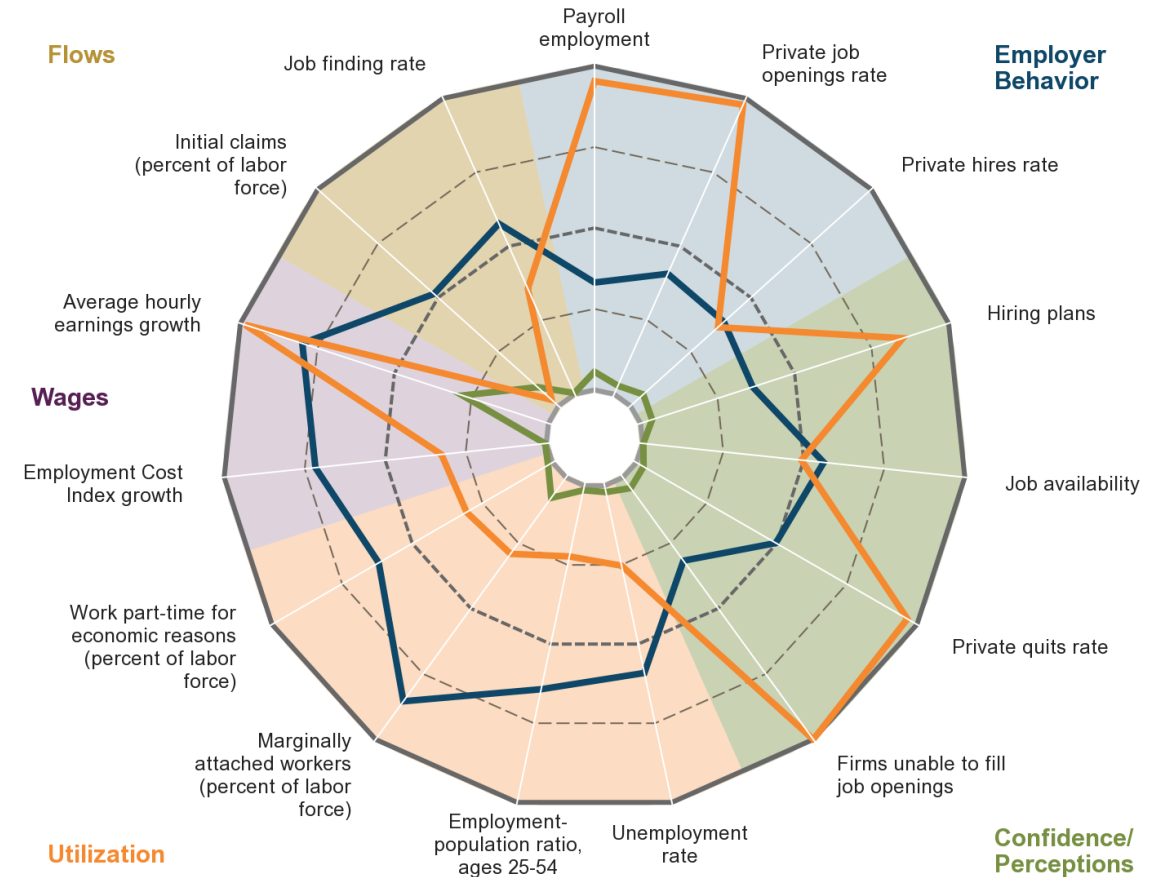 Payroll
employment
Flows
Job finding rate
Private job
openings rate
Employer
Behavior
Initial claims
(percent of labor
force)
Private hires rate
Average hourly
earnings growth
Hiring plans
Wages
Employment Cost
Index growth
Job availability
Work part-time for
economic reasons
(percent of labor
force)
Private quits rate
Marginally
attached workers
(percent of labor
force)
Firms unable to fill
job openings
Employment-
population ratio,
ages 25-54
Unemployment
rate
Utilization
Confidence/
Perceptions